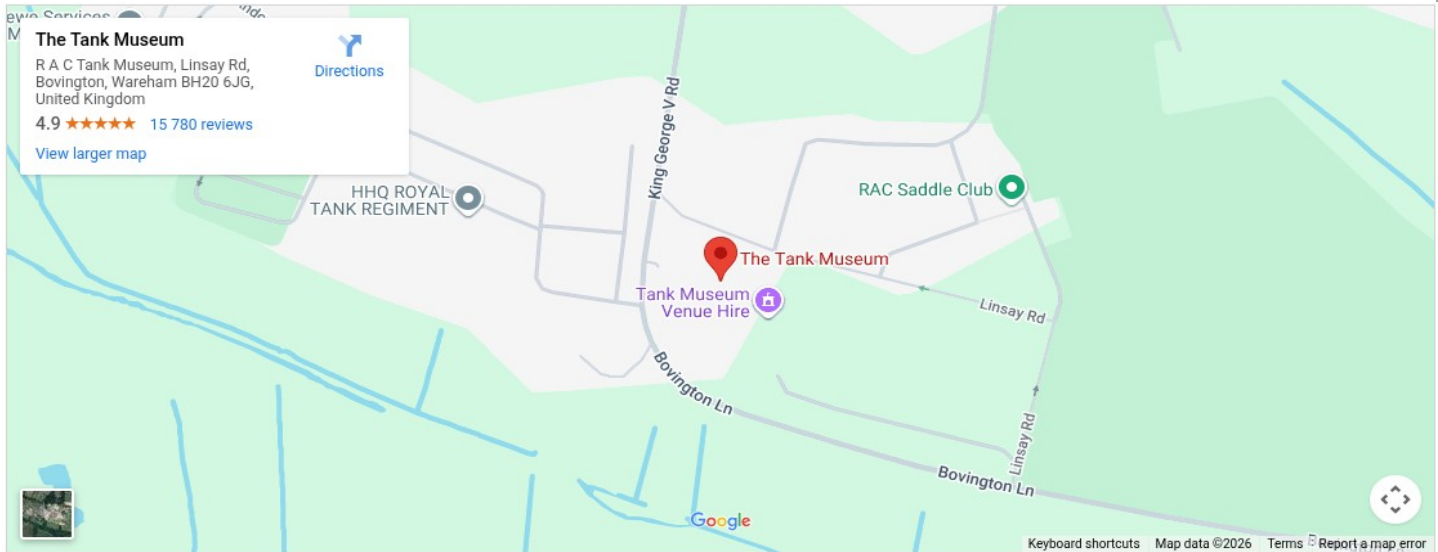 ewe Services
The Tank Museum
R A C Tank Museum, Linsay Rd,
Bovington, Wareham BH20 6JG,
United Kingdom
4.9 ★★★★★ 15 780 reviews
View larger map
Directions
King George V Rd
HHQ ROYAL
TANK REGIMENT
RAC Saddle Club
The Tank Museum
Tank Museum
Venue Hire
Linsay Rd
Bovington Ln
Linsay Rd
Bovington Ln
Google
Keyboard shortcuts Map data ©2026 Terms Report a map error